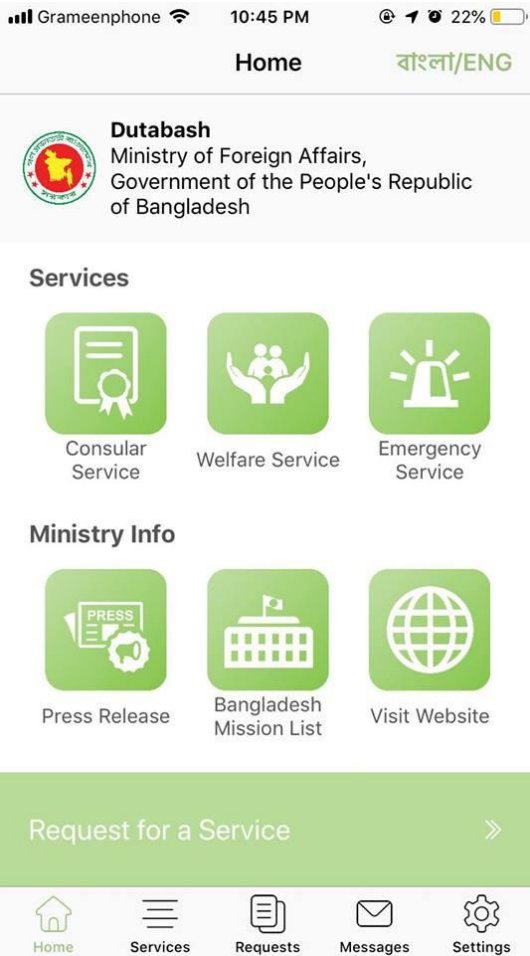 Grameenphone 10:45 PM 22%
Home বাংলা/ENG
Dutabash
Ministry of Foreign Affairs,
Government of the People's Republic
of Bangladesh
Services
Consular
Service
Welfare Service
Emergency
Service
Ministry Info
PRESS
Press Release
Bangladesh
Mission List
Visit Website
Request for a Service
Home Services Requests Messages Settings